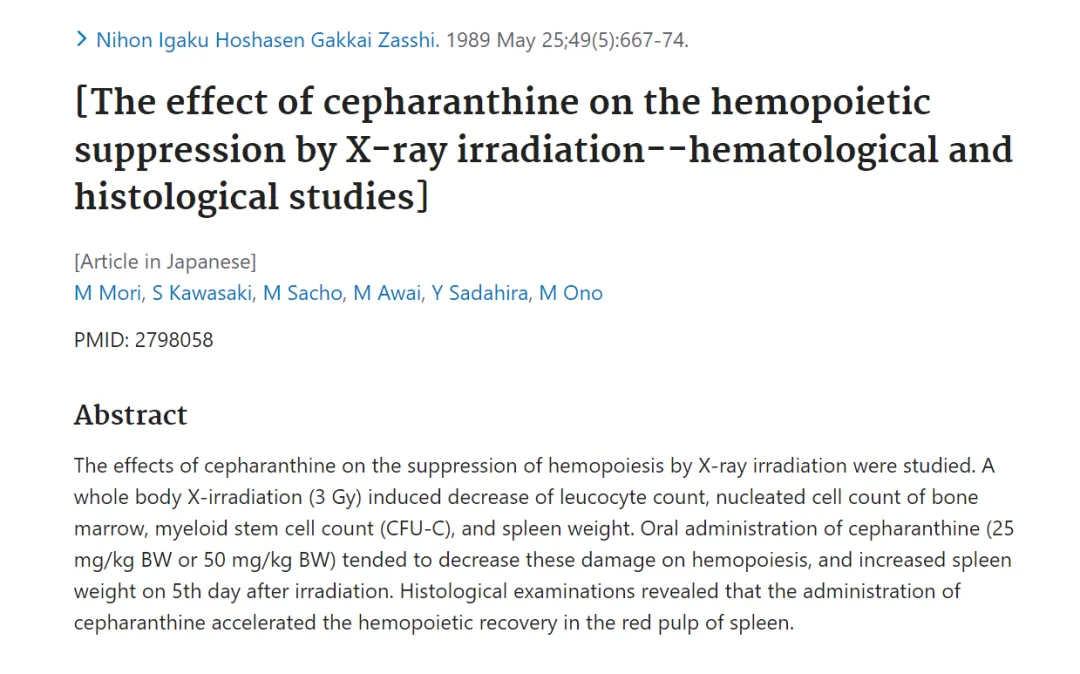 > Nihon Igaku Hoshasen Gakkai Zasshi. 1989 May 25;49(5):667-74.
[The effect of cepharanthine on the hemopoietic
suppression by X-ray irradiation--hematological and
histological studies]
[Article in Japanese]
M Mori, S Kawasaki, M Sacho, M Awai, Y Sadahira, M Ono
PMID: 2798058
Abstract
The effects of cepharanthine on the suppression of hemopoiesis by X-ray irradiation were studied. A
whole body X-irradiation (3 Gy) induced decrease of leucocyte count, nucleated cell count of bone
marrow, myeloid stem cell count (CFU-C), and spleen weight. Oral administration of cepharanthine (25
mg/kg BW or 50 mg/kg BW) tended to decrease these damage on hemopoiesis, and increased spleen
weight on 5th day after irradiation. Histological examinations revealed that the administration of
cepharanthine accelerated the hemopoietic recovery in the red pulp of spleen.